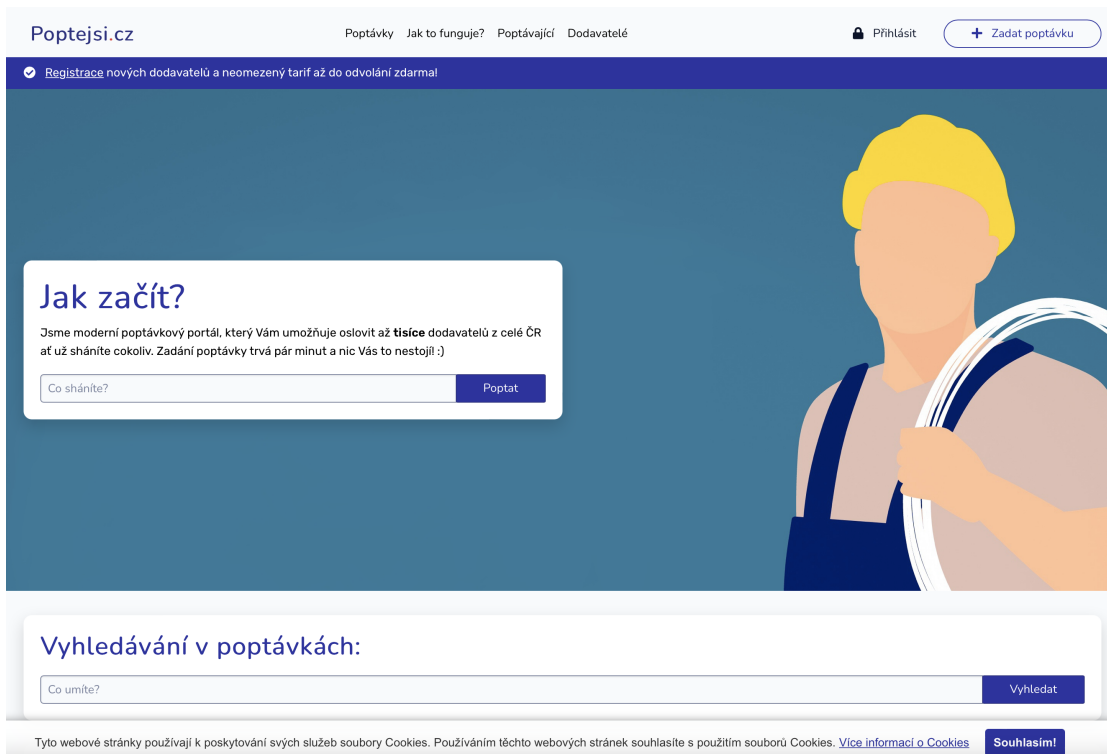 Poptejsi.cz
Poptávky Jak to funguje? Poptávající Dodavatelé
Přihlásit
Zadat poptávku
Registrace nových dodavatelů a neomezený tarif až do odvolání zdarma!
Jak začít?
Jsme moderní poptávkový portál, který Vám umožňuje oslovit až tisíce dodavatelů z celé ČR
ať už sháníte cokoliv. Zadání poptávky trvá pár minut a nic Vás to nestojí! :)
Co sháníte?
Poptat
Vyhledávání v poptávkách:
Co umíte?
Vyhledat
Tyto webové stránky používají k poskytování svých služeb soubory Cookies. Používáním těchto webových stránek souhlasíte s použitím souborů Cookies. Více informací o Cookies
Souhlasím!